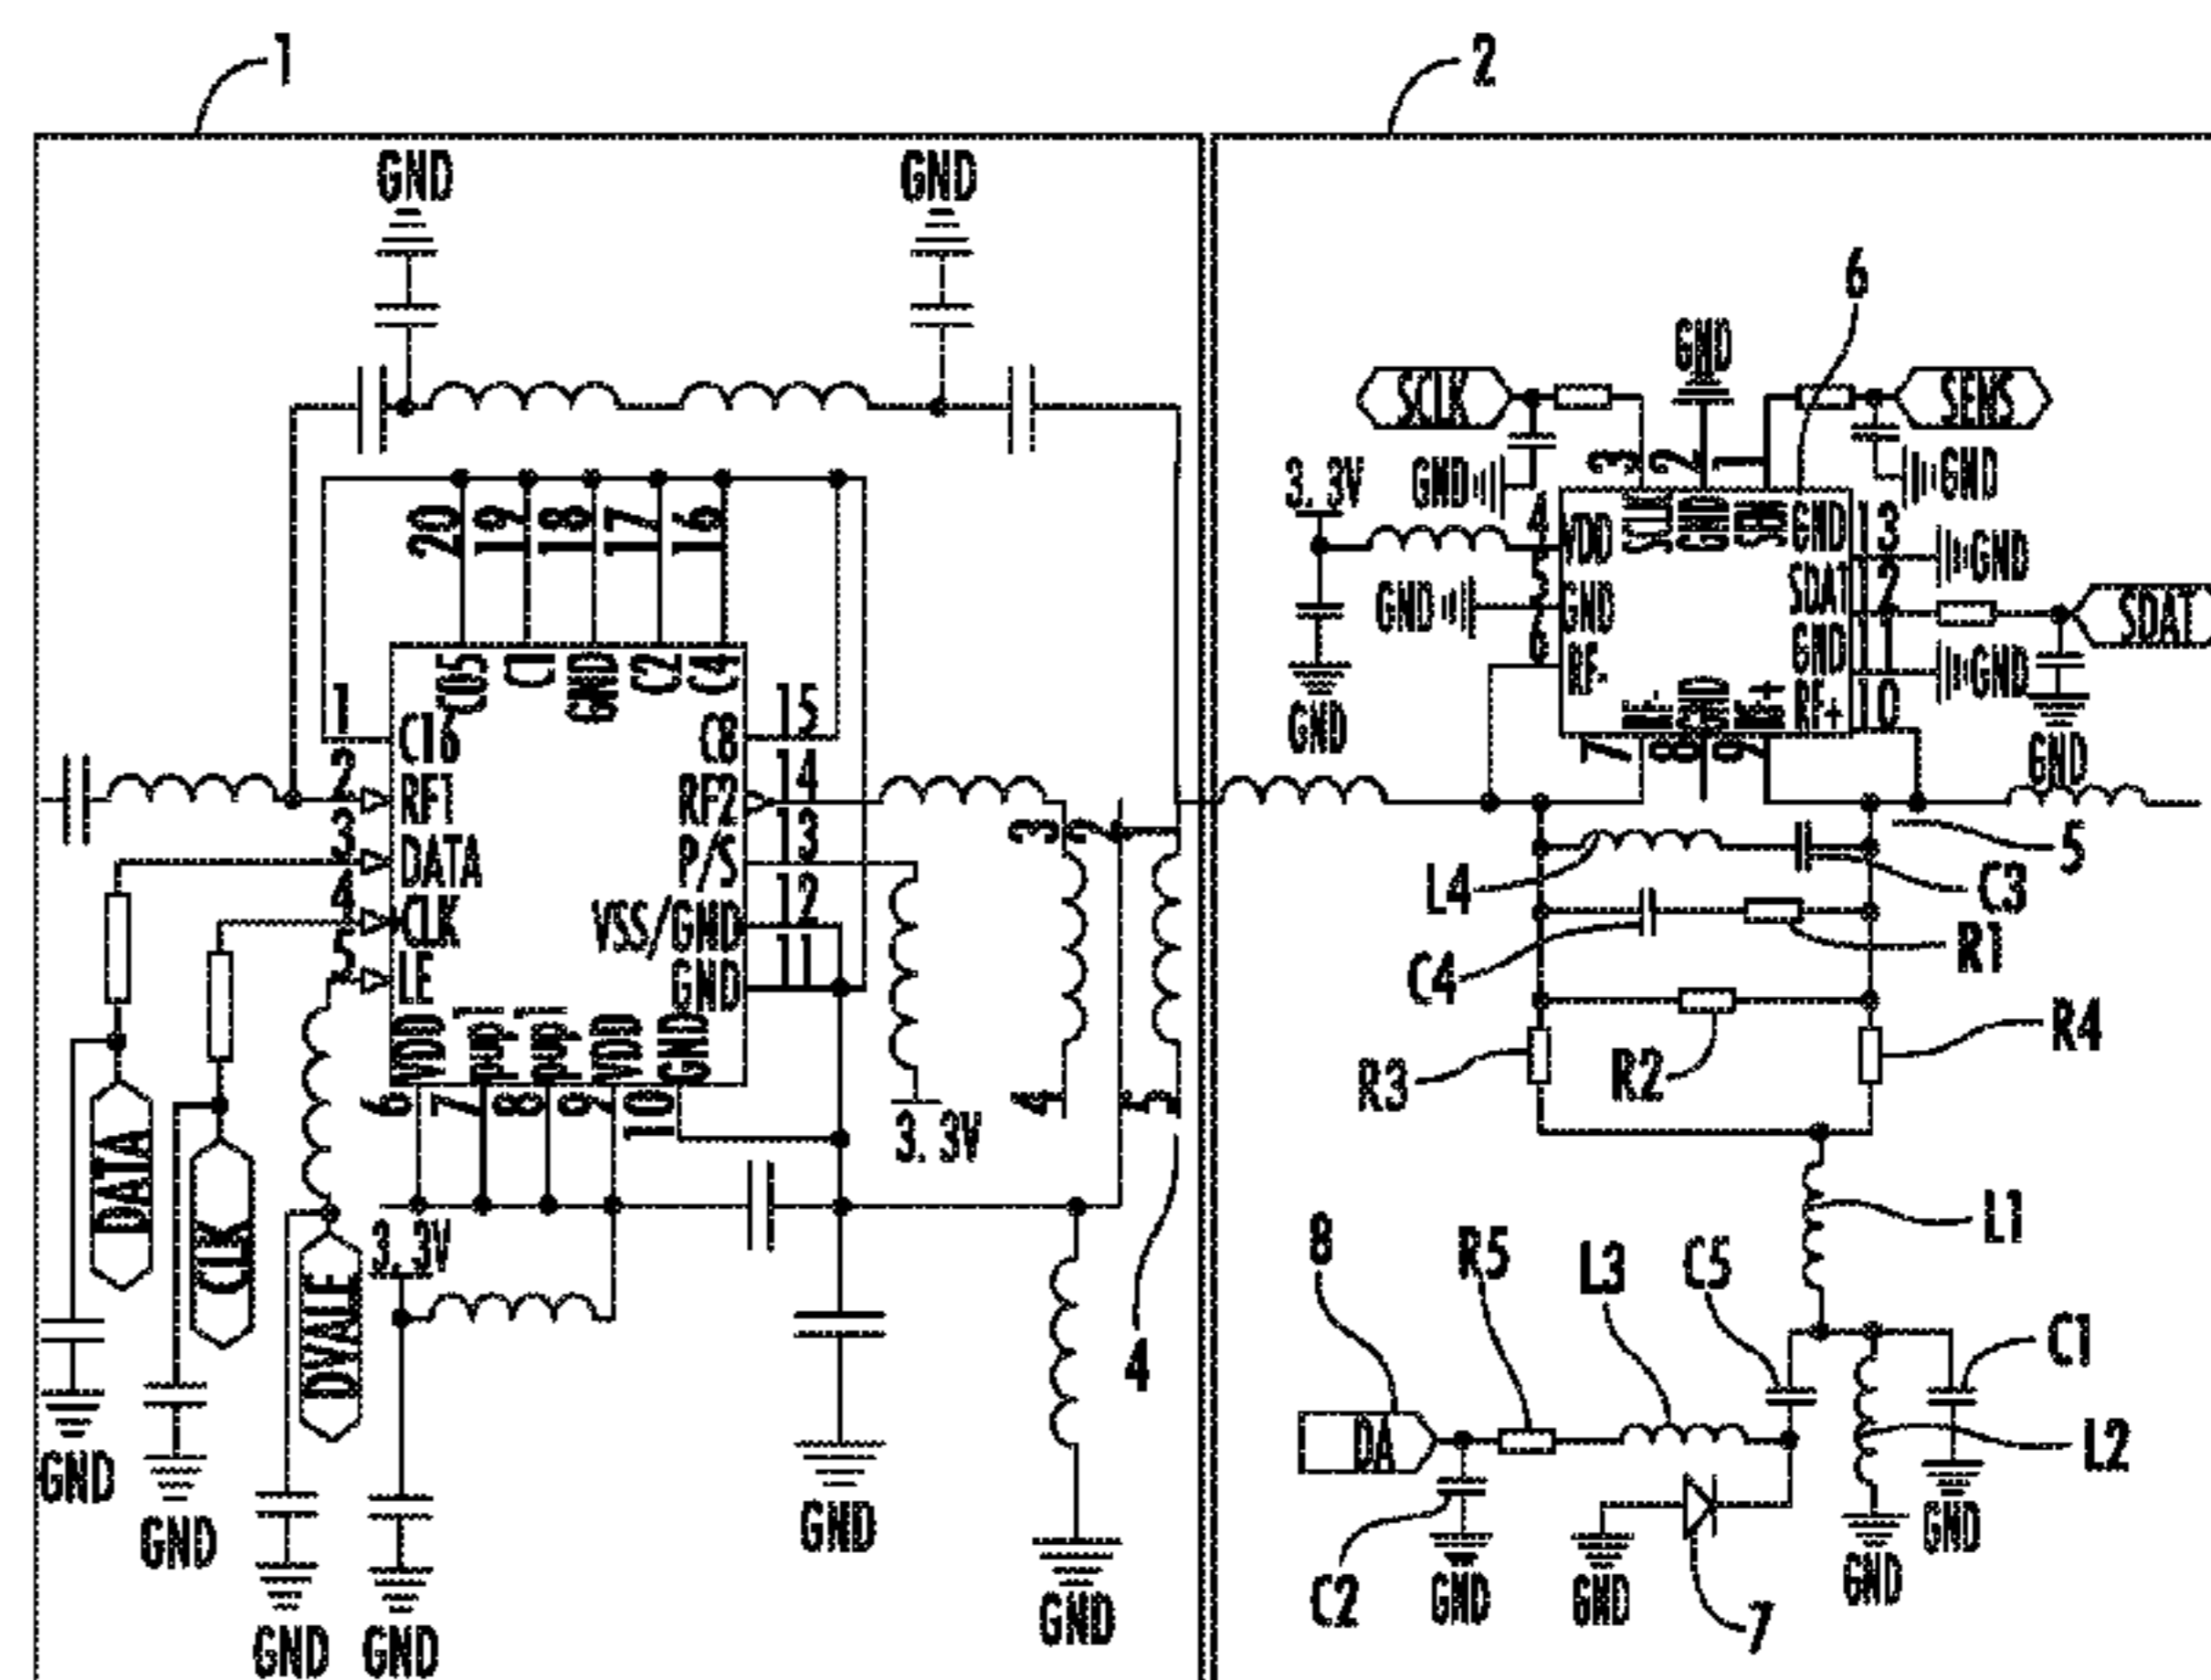 1
2
GND
GND
6
GND
SCLK
SENS
3
2
1
3.3V
GND
GND
4
VDD
SCLK
GND
SEN
GND
13
GND
20
19
18
17
16
5
GND
GND
SDAT
12
SDAT
6
RF-
GND
11
GND
C05
C1
GND
C2
C4
GND
RF-
GND
RF+
RF+
10
1
C16
C8
15
7
8
9
GND
2
RF1
RF2
14
3
DATA
P/S
13
3
2
1
5
4
CLK
VSS/GND
12
L4
C3
5
LE
GND
11
C4
R1
VDD
PUP1
PUP2
VDD
GND
R3
R2
R4
6
7
8
9
10
3.3V
4
5
DATA
CLK
DVALE
3.3V
4
8
R5
L3
C5
L1
C1
DA
L2
GND
GND
GND
GND
GND
GND
C2
GND
GND
7
GND
GND